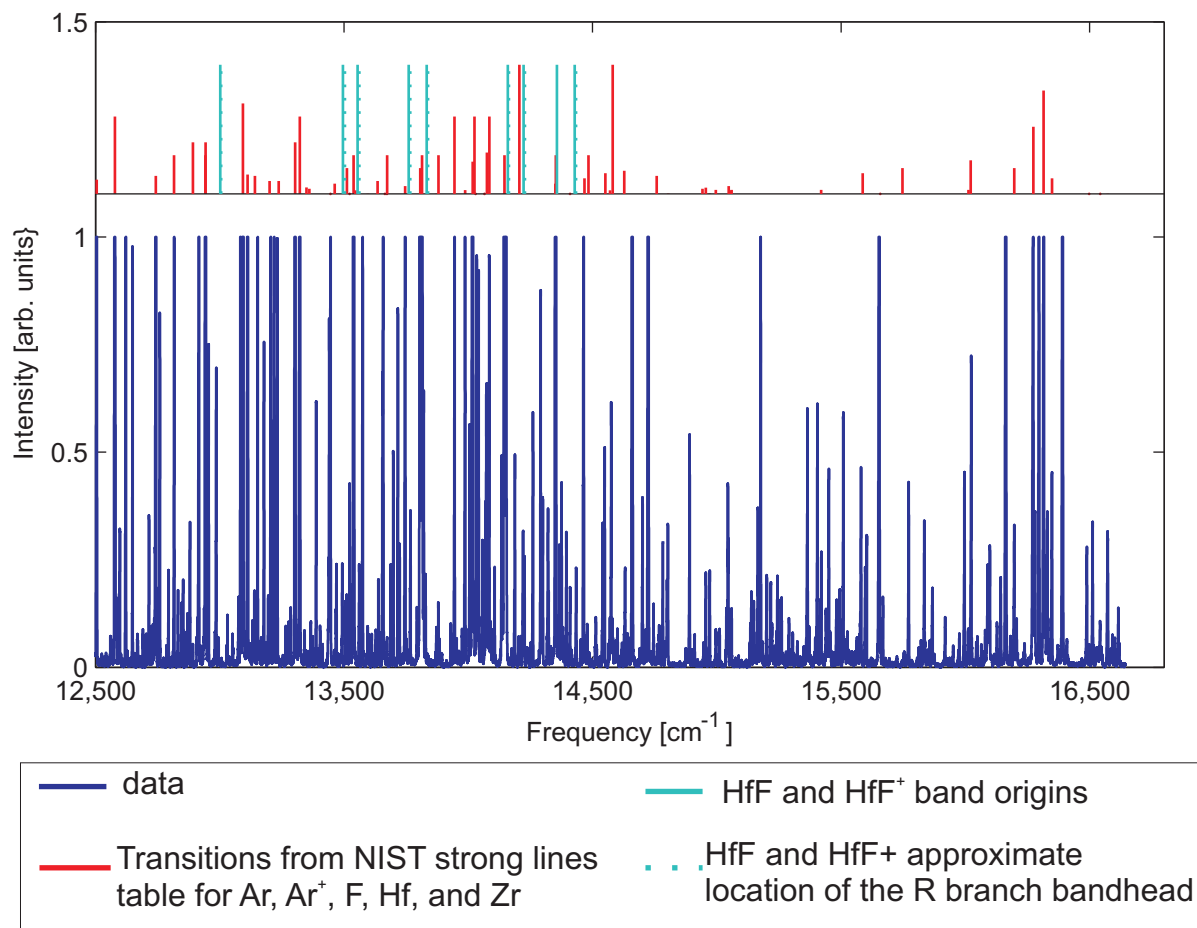 1.5
1
0.5
0
Intensity [arb. units}
12,500 13,500 14,500 15,500 16,500
Frequency [cm⁻¹ ]
data
Transitions from NIST strong lines
table for Ar, Ar⁺, F, Hf, and Zr
HfF and HfF⁺ band origins
HfF and HfF+ approximate
location of the R branch bandhead